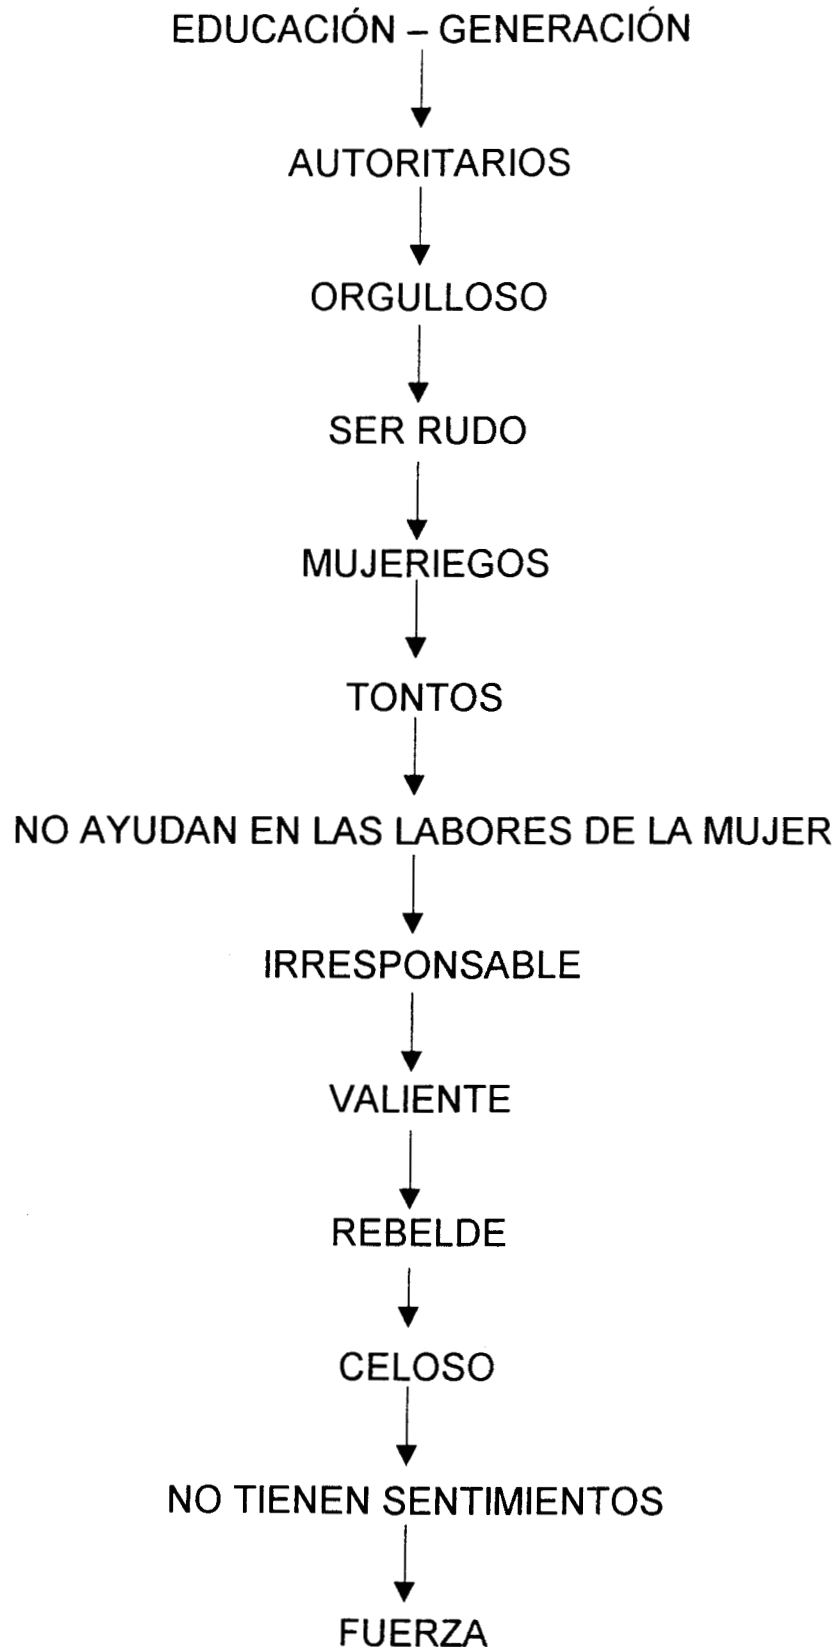 EDUCACIÓN – GENERACIÓN
AUTORITARIOS
ORGULLOSO
SER RUDO
MUJERIEGOS
TONTOS
NO AYUDAN EN LAS LABORES DE LA MUJER
IRRESPONSABLE
VALIENTE
REBELDE
CELOSO
NO TIENEN SENTIMIENTOS
FUERZA